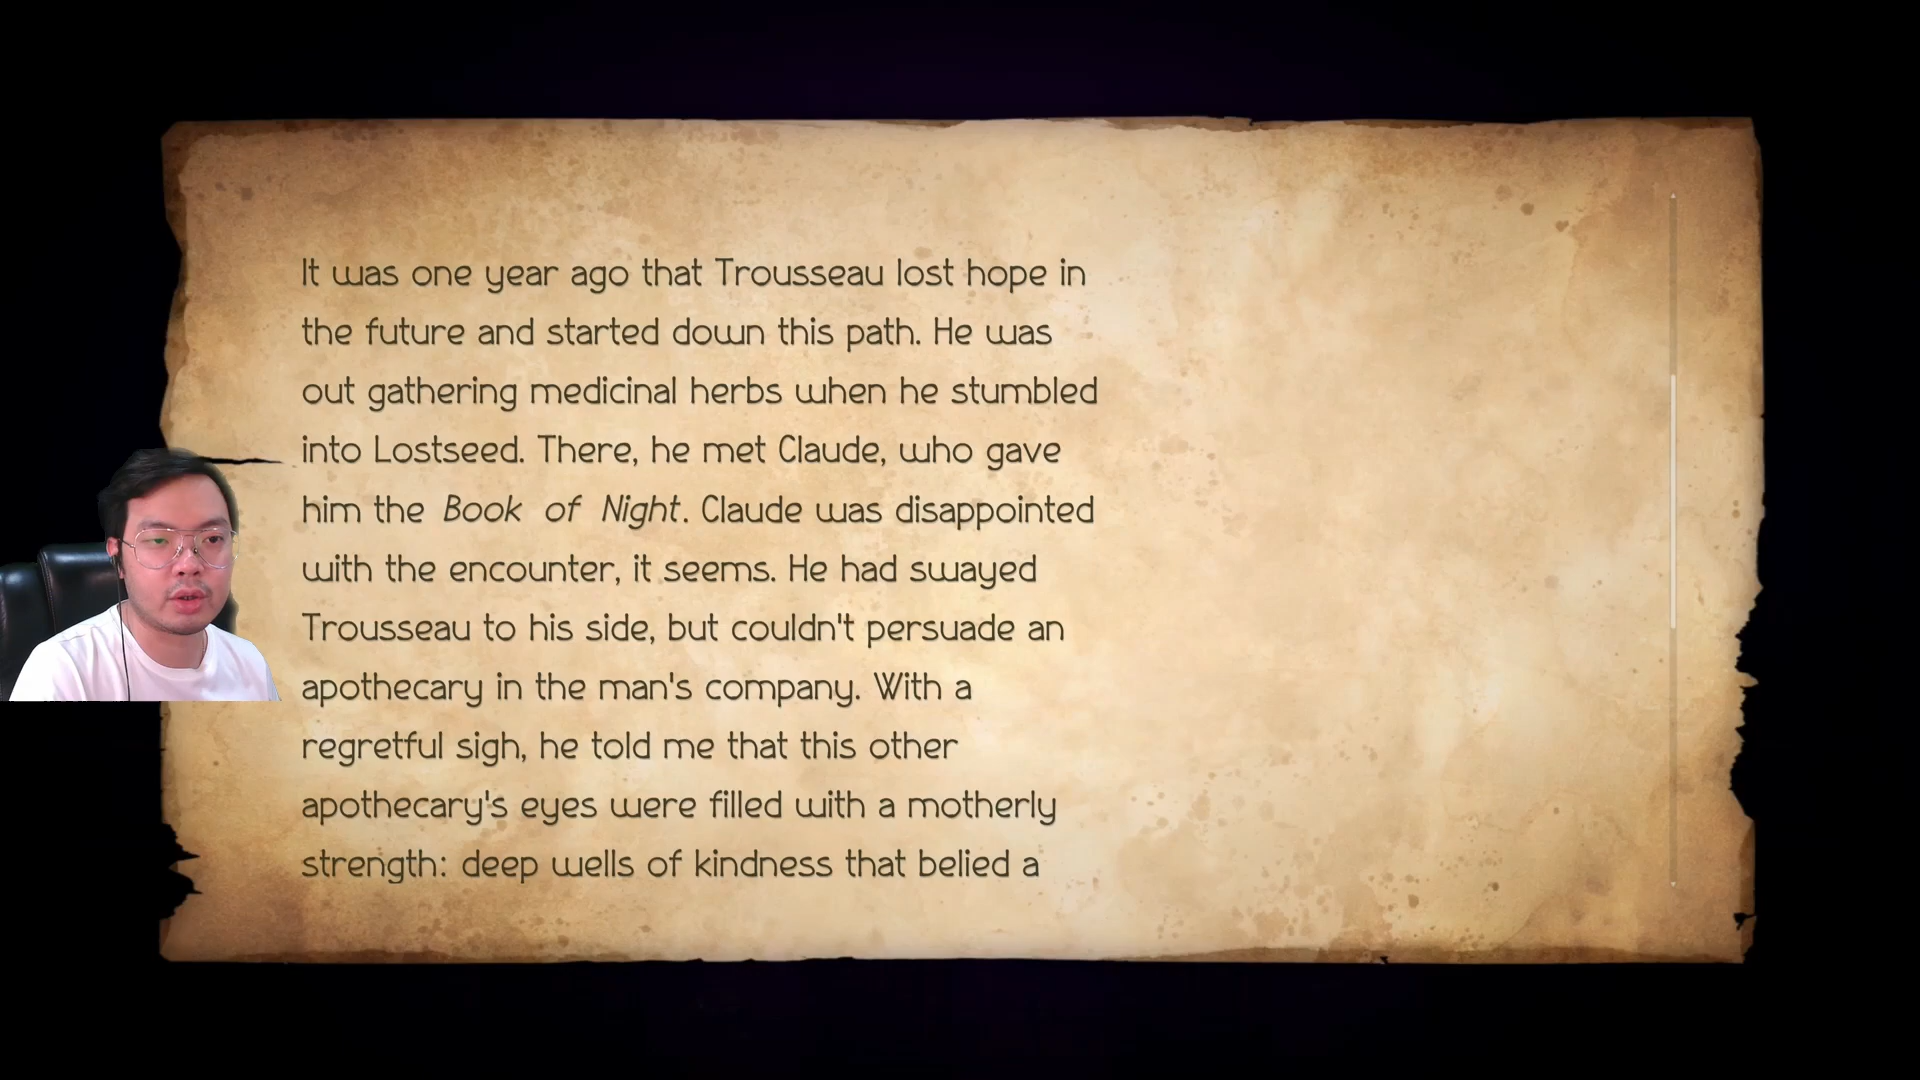 It was one year ago that Trousseau lost hope in
the future and started down this path. He was
out gathering medicinal herbs when he stumbled
into Lostseed. There, he met Claude, who gave
him the Book of Night. Claude was disappointed
with the encounter, it seems. He had swayed
Trousseau to his side, but couldn't persuade an
apothecary in the man's company. With a
regretful sigh, he told me that this other
apothecary's eyes were filled with a motherly
strength: deep wells of kindness that belied a